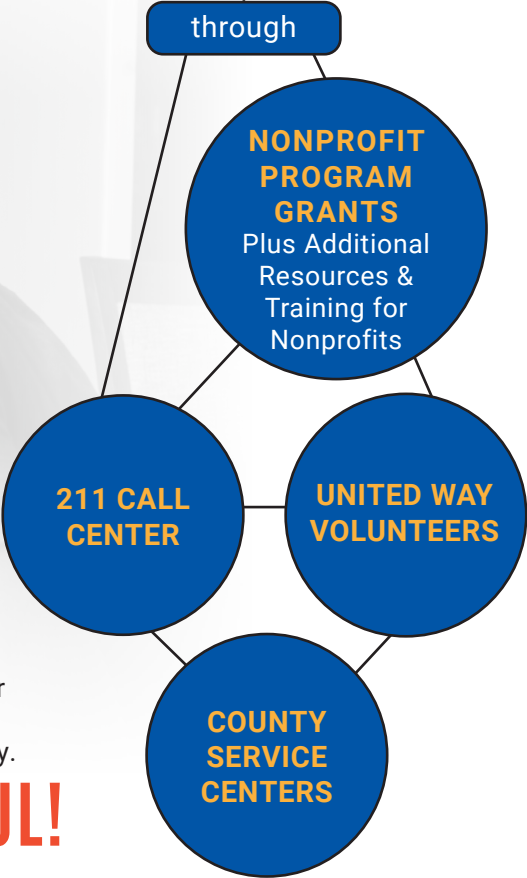 through
NONPROFIT
PROGRAM
GRANTS
Plus Additional
Resources &
Training for
Nonprofits
211 CALL
CENTER
UNITED WAY
VOLUNTEERS
COUNTY
SERVICE
CENTERS